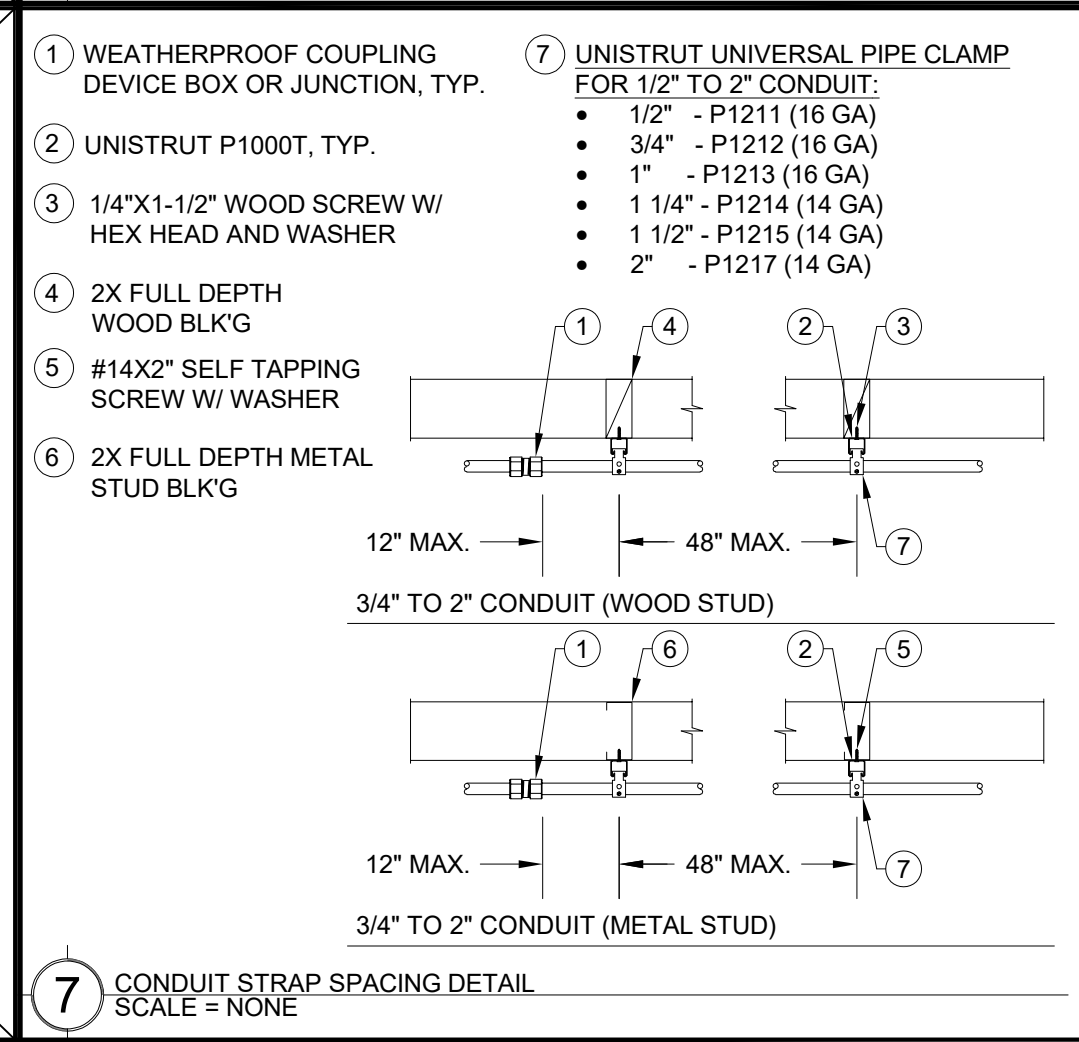 1 WEATHERPROOF COUPLING
DEVICE BOX OR JUNCTION, TYP.
2 UNISTRUT P1000T, TYP.
3 1/4"X1-1/2" WOOD SCREW W/
HEX HEAD AND WASHER
4 2X FULL DEPTH
WOOD BLK'G
5 #14X2" SELF TAPPING
SCREW W/ WASHER
6 2X FULL DEPTH METAL
STUD BLK'G
7 UNISTRUT UNIVERSAL PIPE CLAMP
FOR 1/2" TO 2" CONDUIT:
• 1/2" - P1211 (16 GA)
• 3/4" - P1212 (16 GA)
• 1" - P1213 (16 GA)
• 1 1/4" - P1214 (14 GA)
• 1 1/2" - P1215 (14 GA)
• 2" - P1217 (14 GA)
1 4 2 3
12" MAX. 48" MAX. 7
3/4" TO 2" CONDUIT (WOOD STUD)
1 6 2 5
12" MAX. 48" MAX. 7
3/4" TO 2" CONDUIT (METAL STUD)
7 CONDUIT STRAP SPACING DETAIL
SCALE = NONE